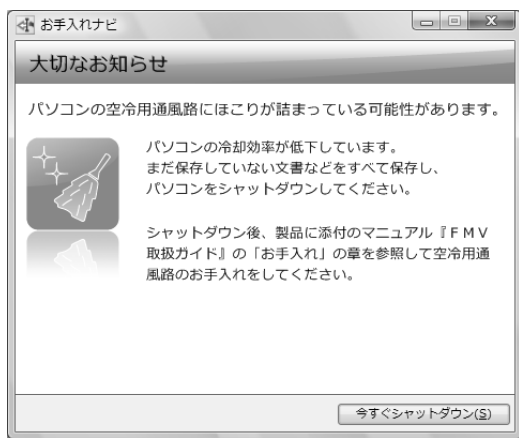 お手入れナビ
大切なお知らせ
パソコンの空冷用通風路にほこりが詰まっている可能性があります。
パソコンの冷却効率が低下しています。
まだ保存していない文書などをすべて保存し、
パソコンをシャットダウンしてください。
シャットダウン後、製品に添付のマニュアル『ＦＭＶ
取扱ガイド』の「お手入れ」の章を参照して空冷用通
風路のお手入れをしてください。
今すぐシャットダウン(S)